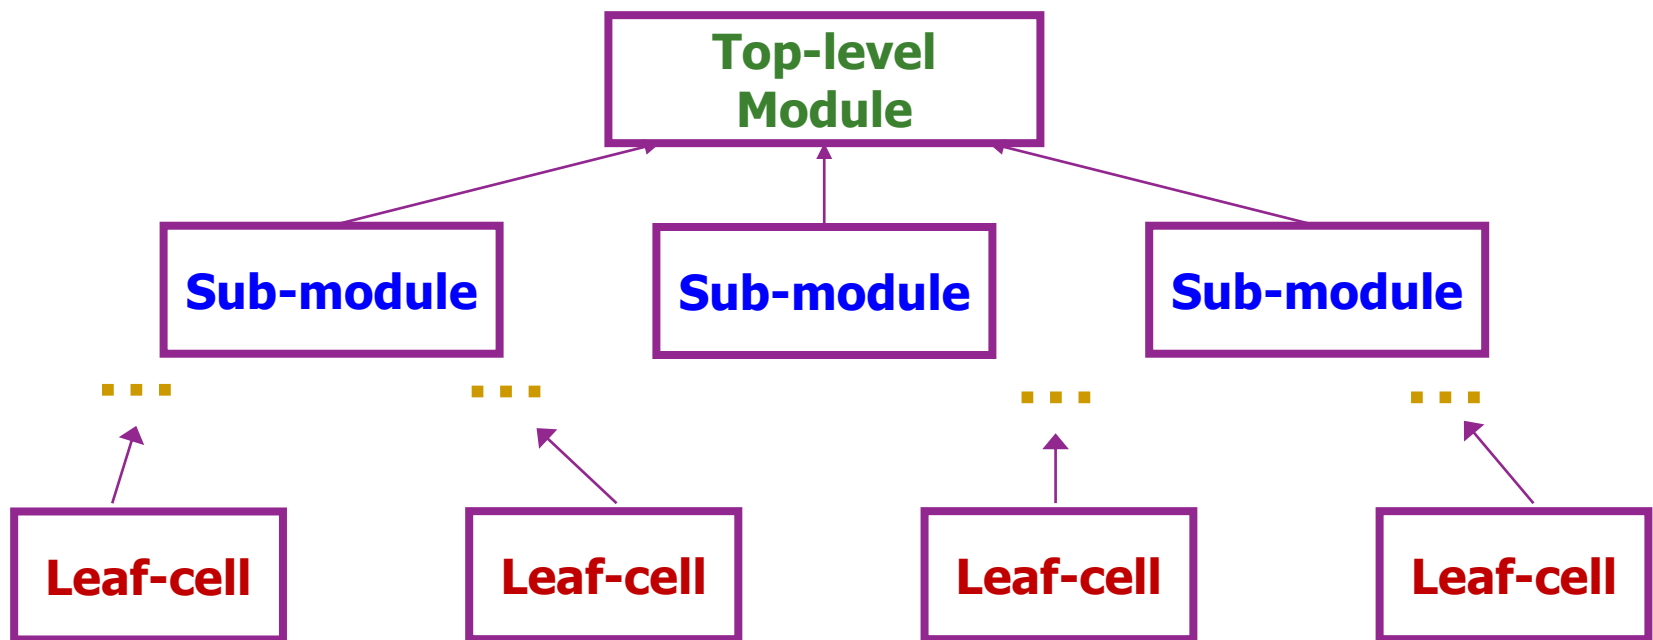 Top-level
Module
Sub-module
Sub-module
Sub-module
...
...
...
...
Leaf-cell
Leaf-cell
Leaf-cell
Leaf-cell